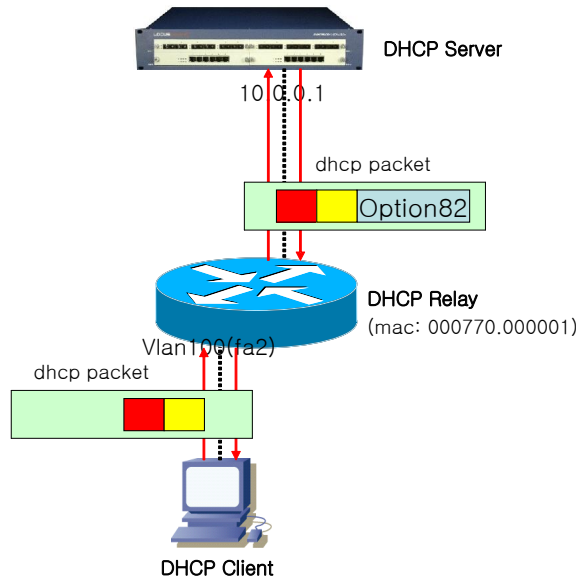 DHCP Server
10.0.0.1
dhcp packet
Option82
DHCP Relay
(mac: 000770.000001)
Vlan100(fa2)
dhcp packet
DHCP Client